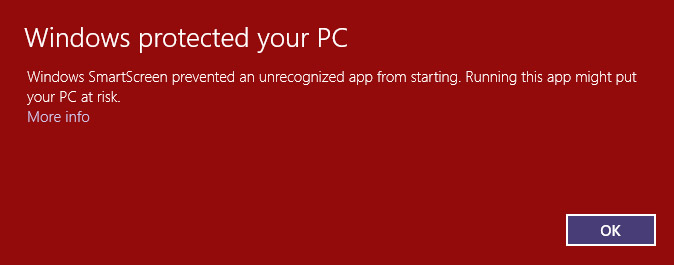 Windows protected your PC
Windows SmartScreen prevented an unrecognized app from starting. Running this app might put
your PC at risk.
More info
OK